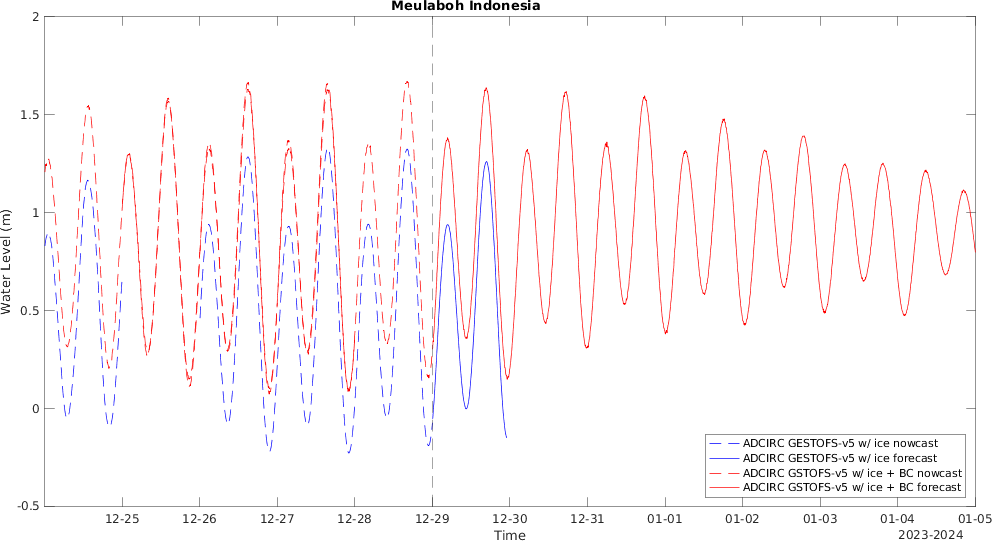 Meulaboh Indonesia
2
1.5
1
0.5
0
-0.5
Water Level (m)
ADCIRC GESTOFS-v5 w/ ice nowcast
ADCIRC GESTOFS-v5 w/ ice forecast
ADCIRC GSTOFS-v5 w/ ice + BC nowcast
ADCIRC GSTOFS-v5 w/ ice + BC forecast
12-25 12-26 12-27 12-28 12-29 12-30 12-31 01-01 01-02 01-03 01-04 01-05
Time
2023-2024